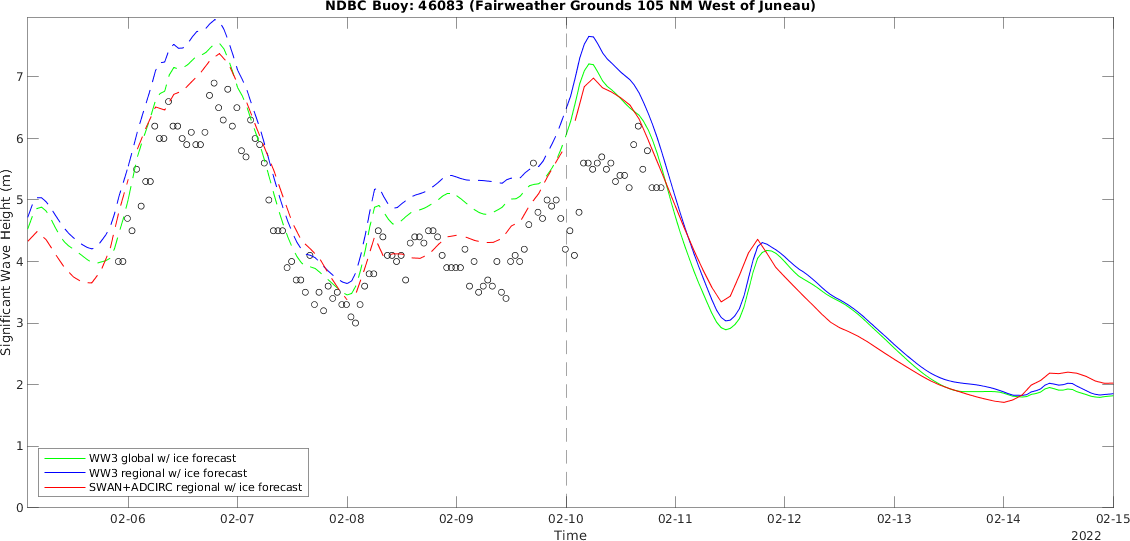 NDBC Buoy: 46083 (Fairweather Grounds 105 NM West of Juneau)
Significant Wave Height (m)
7
6
5
4
3
2
1
0
WW3 global w/ ice forecast
WW3 regional w/ ice forecast
SWAN+ADCIRC regional w/ ice forecast
02-06 02-07 02-08 02-09 02-10 02-11 02-12 02-13 02-14 02-15
Time
2022